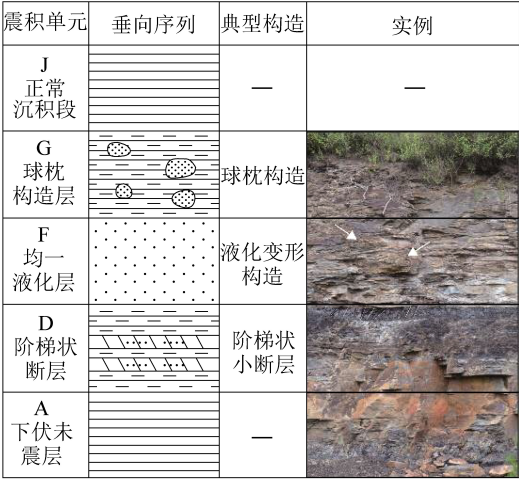 震积单元 垂向序列 典型构造 实例
J
正常
沉积段
—
—
G
球枕
构造层
球枕构造
F
均一
液化层
液化变形
构造
D
阶梯状
断层
阶梯状
小断层
A
下伏未
震层
—